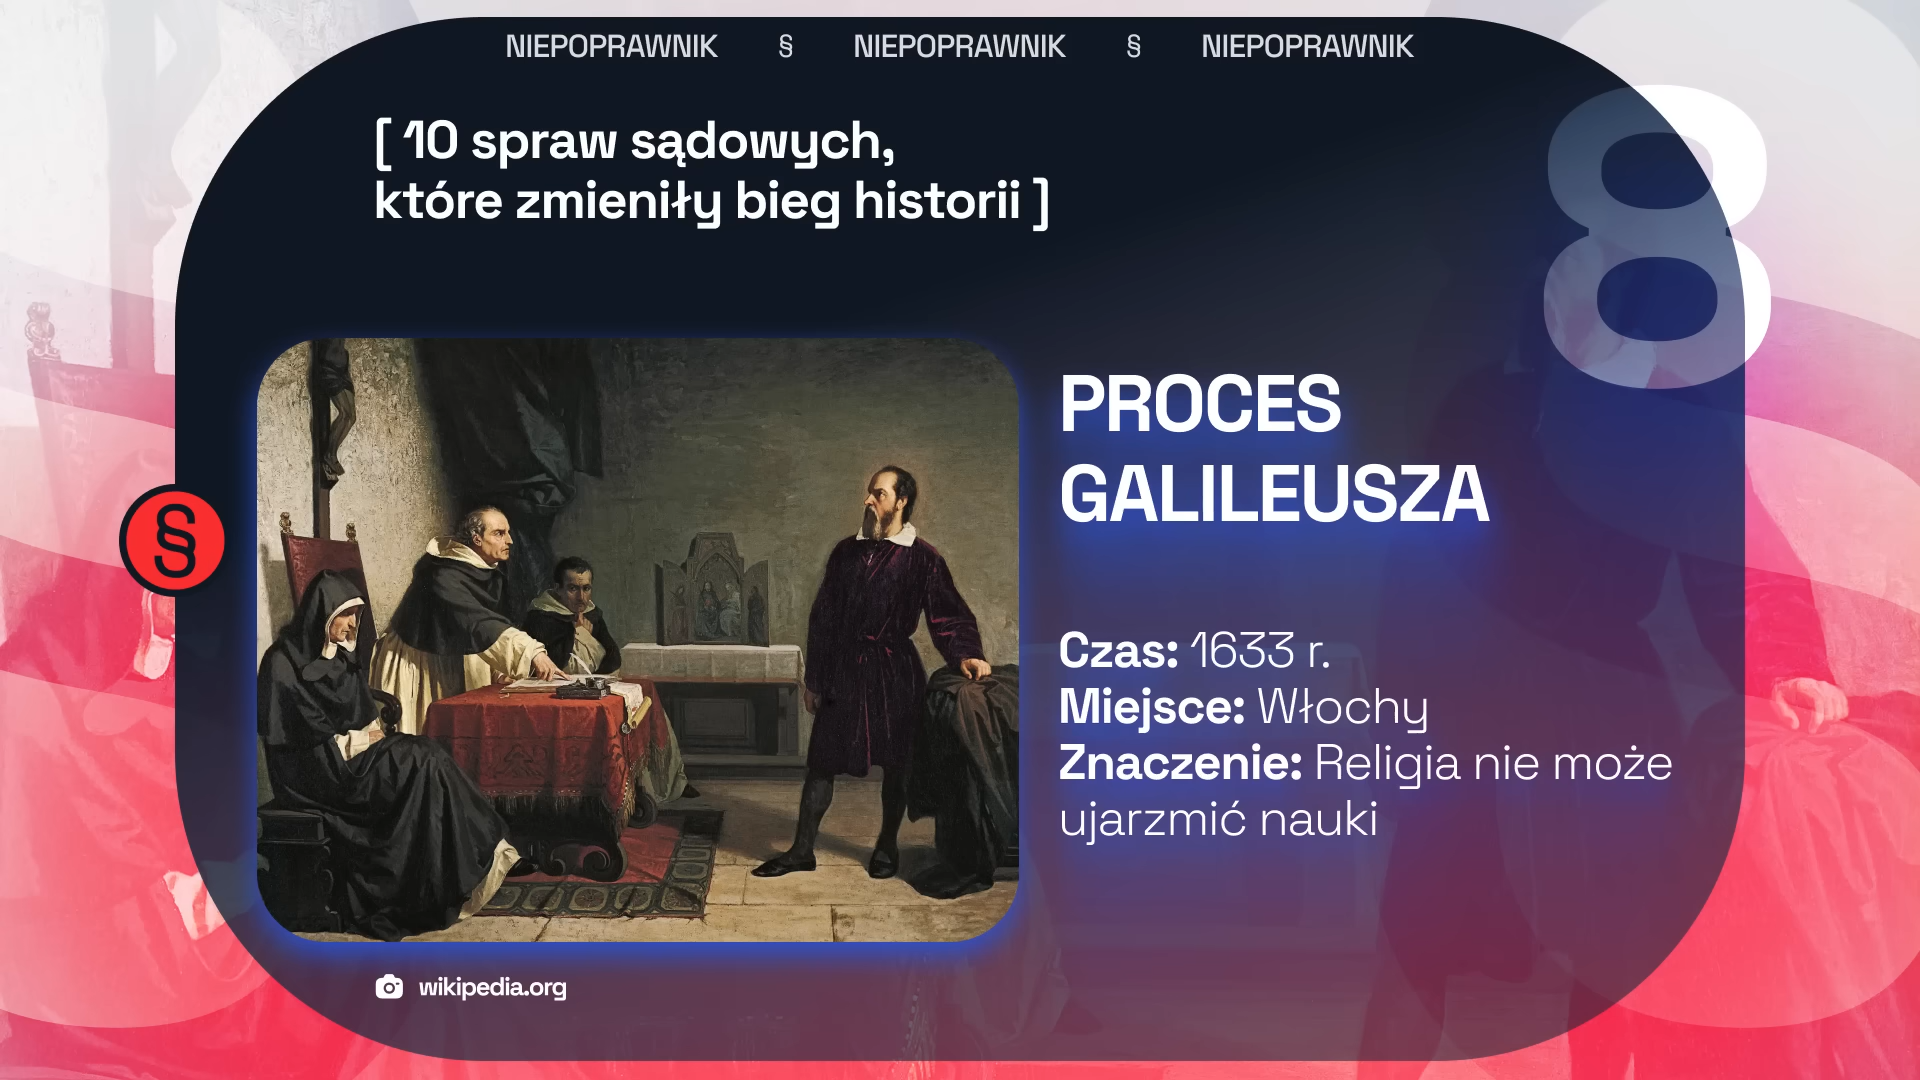 NIEPOPRAWNIK § NIEPOPRAWNIK § NIEPOPRAWNIK
8
[ 10 spraw sądowych,
które zmieniły bieg historii ]
PROCES
GALILEUSZA
§
Czas: 1633 r.
Miejsce: Włochy
Znaczenie: Religia nie może
ujarzmić nauki
wikipedia.org